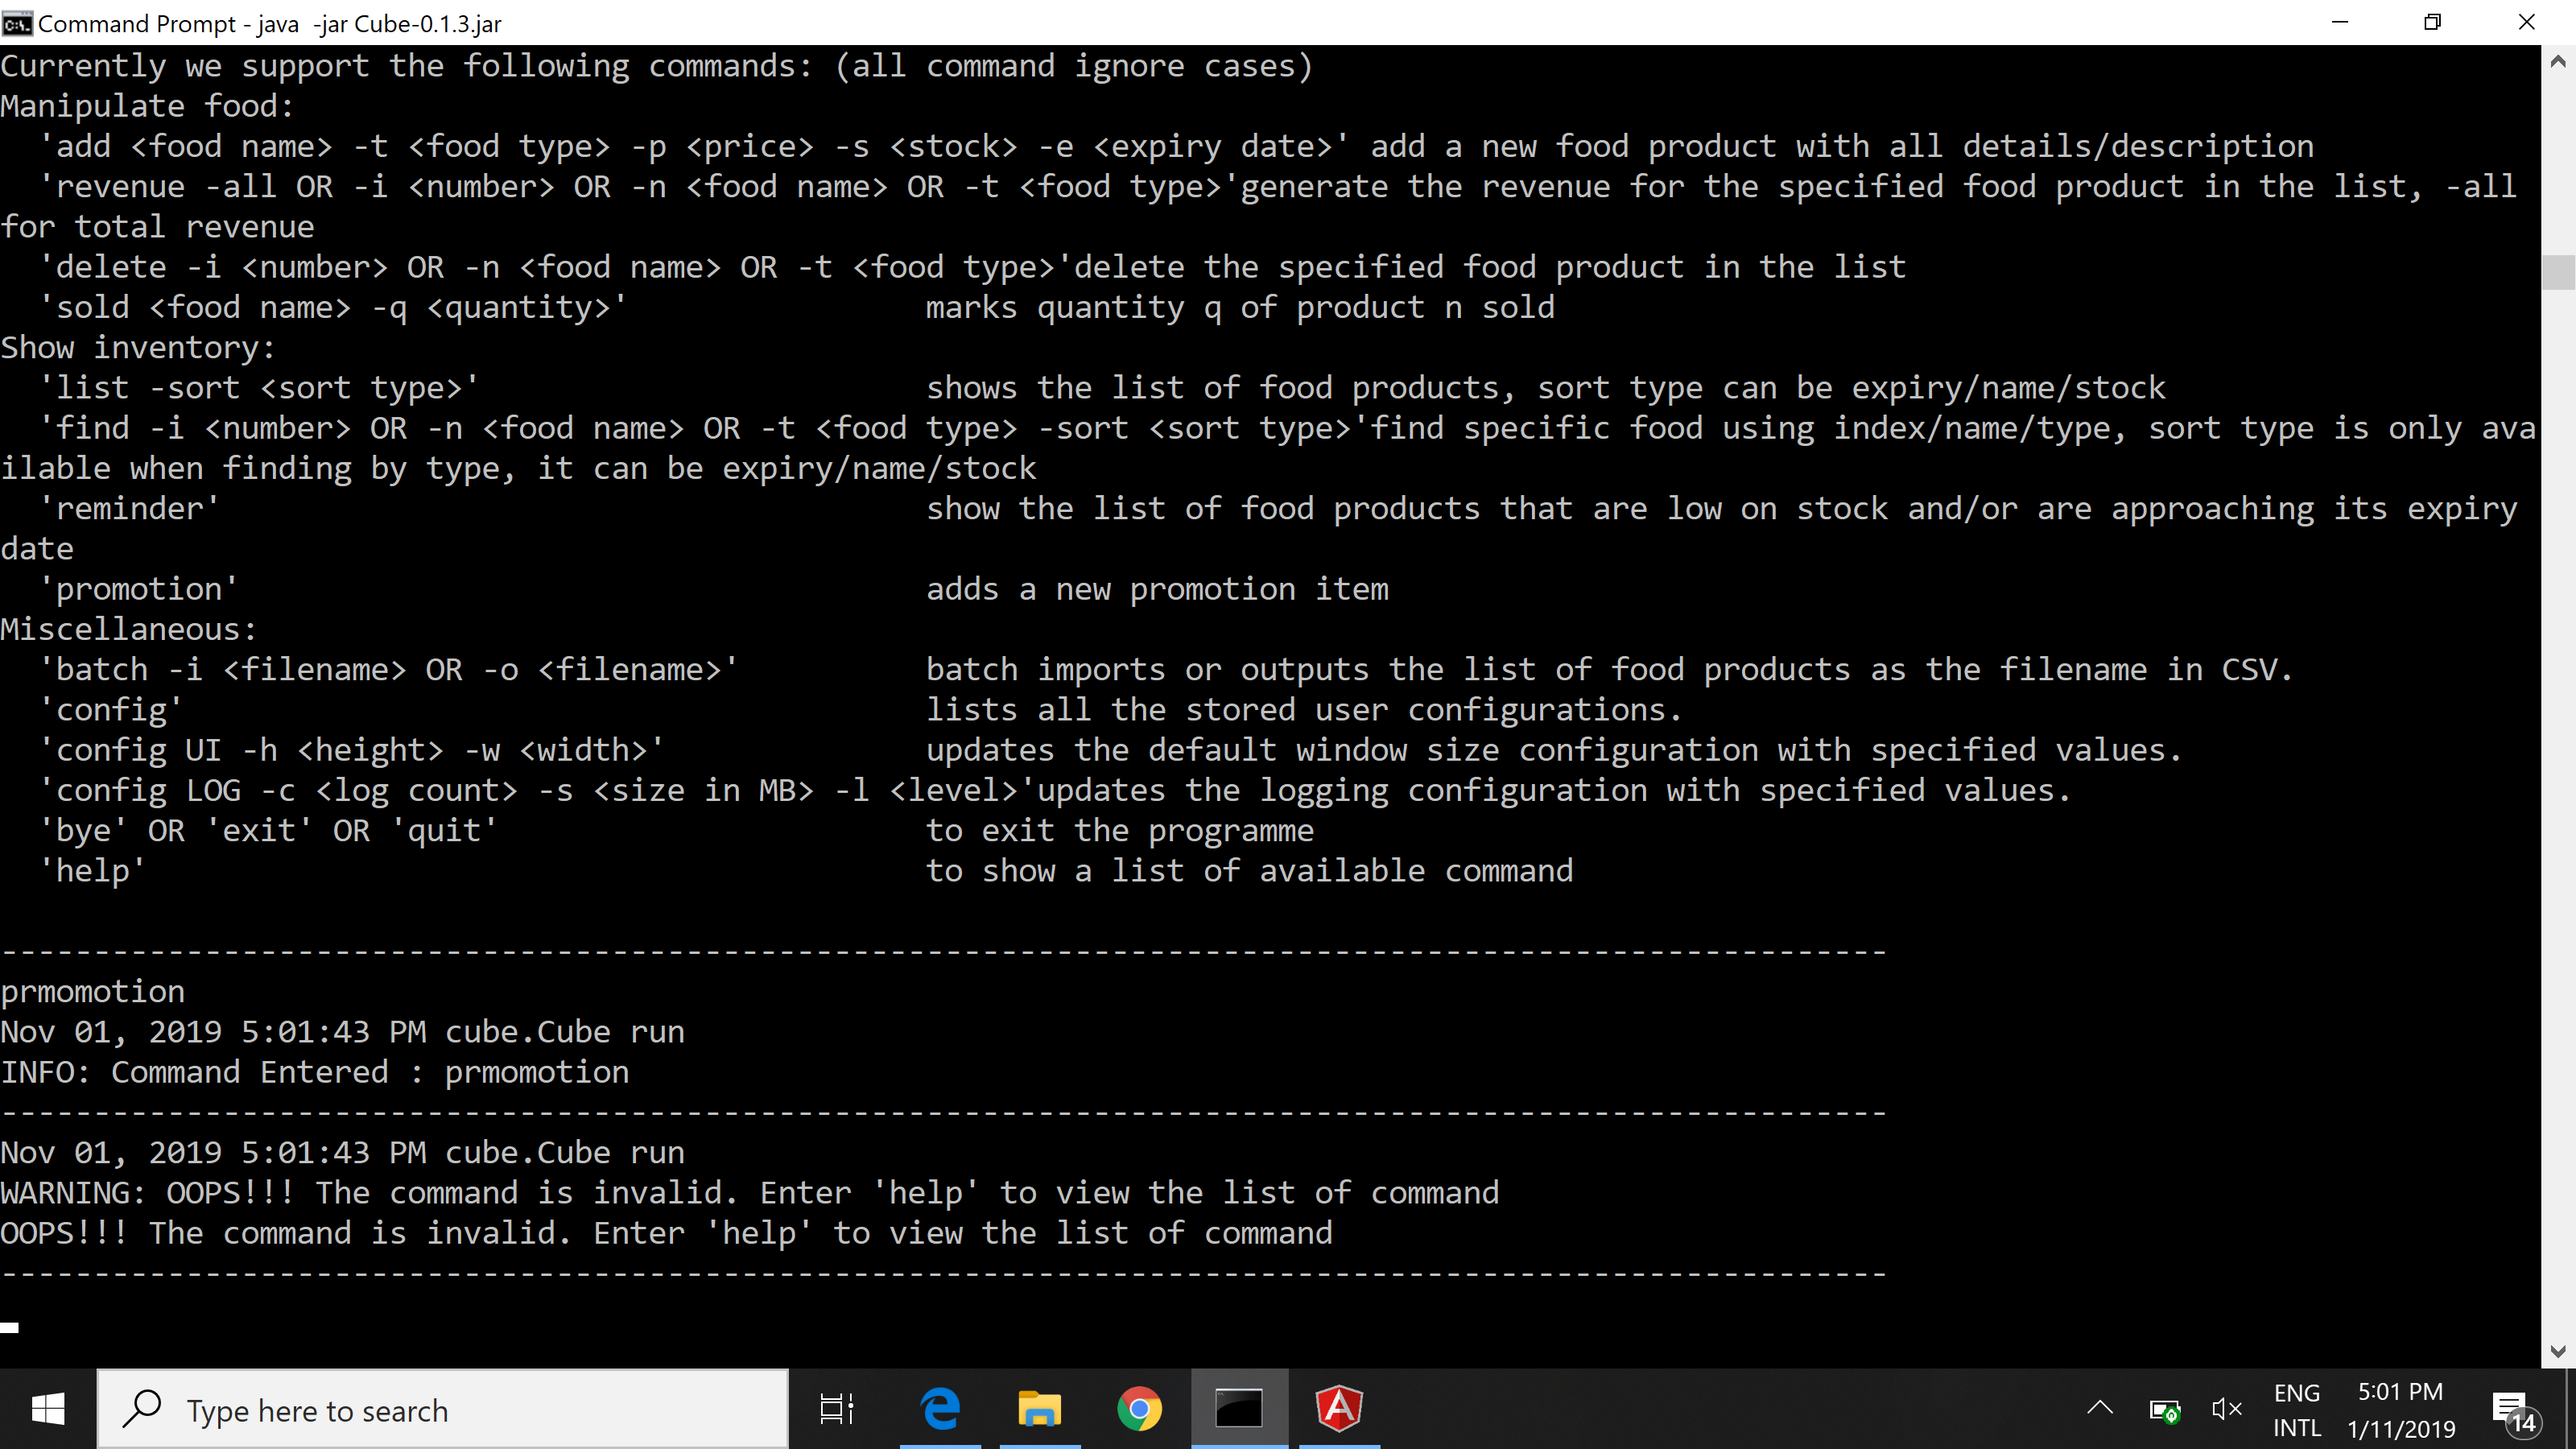 Command Prompt - java  -jar Cube-0.1.3.jar
Currently we support the following commands: (all command ignore cases)
Manipulate food:
  'add <food name> -t <food type> -p <price> -s <stock> -e <expiry date>' add a new food product with all details/description
  'revenue -all OR -i <number> OR -n <food name> OR -t <food type>'generate the revenue for the specified food product in the list, -all
for total revenue
  'delete -i <number> OR -n <food name> OR -t <food type>'delete the specified food product in the list
  'sold <food name> -q <quantity>'                marks quantity q of product n sold
Show inventory:
  'list -sort <sort type>'                        shows the list of food products, sort type can be expiry/name/stock
  'find -i <number> OR -n <food name> OR -t <food type> -sort <sort type>'find specific food using index/name/type, sort type is only ava
ilable when finding by type, it can be expiry/name/stock
  'reminder'                                      show the list of food products that are low on stock and/or are approaching its expiry
date
  'promotion'                                     adds a new promotion item
Miscellaneous:
  'batch -i <filename> OR -o <filename>'          batch imports or outputs the list of food products as the filename in CSV.
  'config'                                        lists all the stored user configurations.
  'config UI -h <height> -w <width>'              updates the default window size configuration with specified values.
  'config LOG -c <log count> -s <size in MB> -l <level>'updates the logging configuration with specified values.
  'bye' OR 'exit' OR 'quit'                       to exit the programme
  'help'                                          to show a list of available command
------------------------------------------------------------------------------------------------------
prmomotion
Nov 01, 2019 5:01:43 PM cube.Cube run
INFO: Command Entered : prmomotion
------------------------------------------------------------------------------------------------------
Nov 01, 2019 5:01:43 PM cube.Cube run
WARNING: OOPS!!! The command is invalid. Enter 'help' to view the list of command
OOPS!!! The command is invalid. Enter 'help' to view the list of command
------------------------------------------------------------------------------------------------------
Type here to search
ENG
INTL
5:01 PM
1/11/2019
14